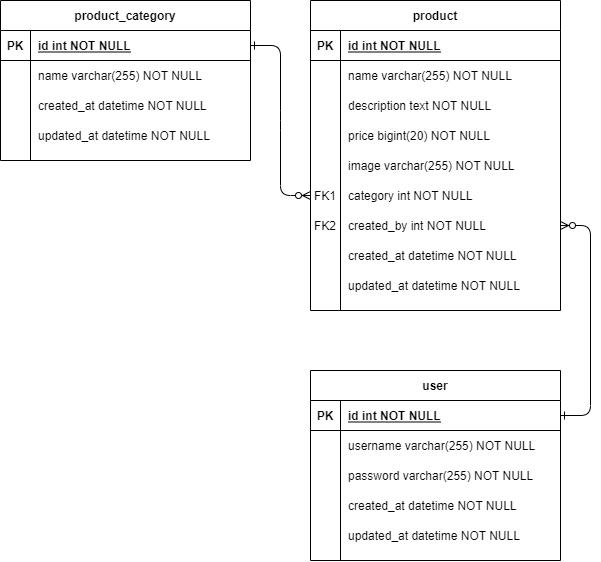 product_category
PK id int NOT NULL
name varchar(255) NOT NULL
created_at datetime NOT NULL
updated_at datetime NOT NULL
product
PK id int NOT NULL
name varchar(255) NOT NULL
description text NOT NULL
price bigint(20) NOT NULL
image varchar(255) NOT NULL
FK1 category int NOT NULL
FK2 created_by int NOT NULL
created_at datetime NOT NULL
updated_at datetime NOT NULL
user
PK id int NOT NULL
username varchar(255) NOT NULL
password varchar(255) NOT NULL
created_at datetime NOT NULL
updated_at datetime NOT NULL